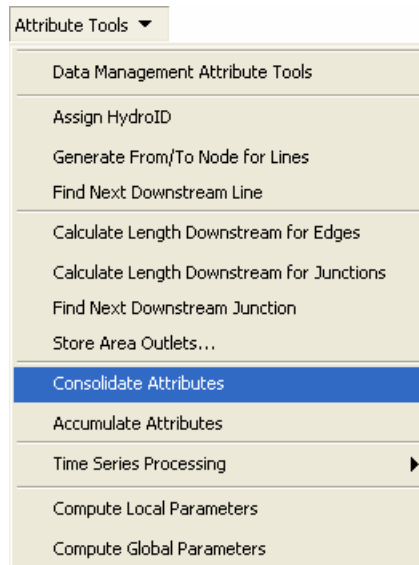 Attribute Tools
Data Management Attribute Tools
Assign HydroID
Generate From/To Node for Lines
Find Next Downstream Line
Calculate Length Downstream for Edges
Calculate Length Downstream for Junctions
Find Next Downstream Junction
Store Area Outlets...
Consolidate Attributes
Accumulate Attributes
Time Series Processing
Compute Local Parameters
Compute Global Parameters